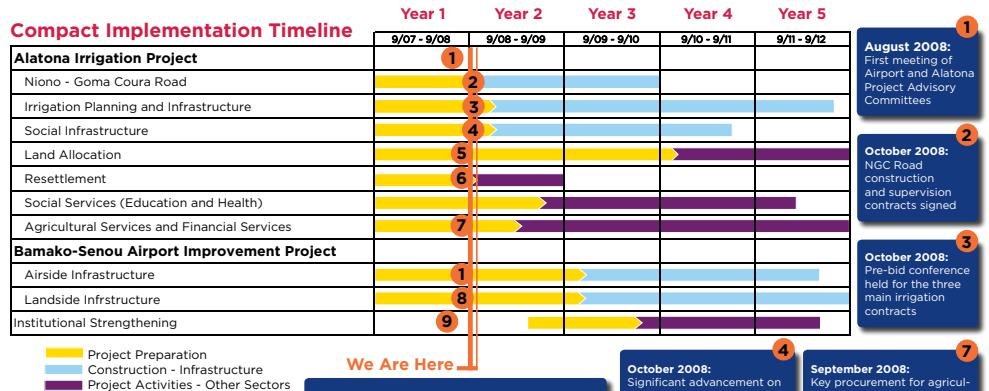 Year 1 Year 2 Year 3 Year 4 Year 5
Compact Implementation Timeline
9/07 - 9/08 9/08 - 9/09 9/09 - 9/10 9/10 - 9/11 9/11 - 9/12
Alatona Irrigation Project 1
Niono - Goma Coura Road 2
Irrigation Planning and Infrastructure 3
Social Infrastructure 4
Land Allocation 5
Resettlement 6
Social Services (Education and Health)
Agricultural Services and Financial Services 7
Bamako-Senou Airport Improvement Project
Airside Infrastructure 1
Landside Infrstructure 8
Institutional Strengthening 9
Project Preparation
Construction - Infrastructure
Project Activities - Other Sectors
We Are Here
1
August 2008:
First meeting of
Airport and Alatona
Project Advisory
Committees
2
October 2008:
NGC Road
construction
and supervision
contracts signed
3
October 2008:
Pre-bid conference
held for the three
main irrigation
contracts
4
October 2008:
Significant advancement on
7
September 2008:
Key procurement for agricul-